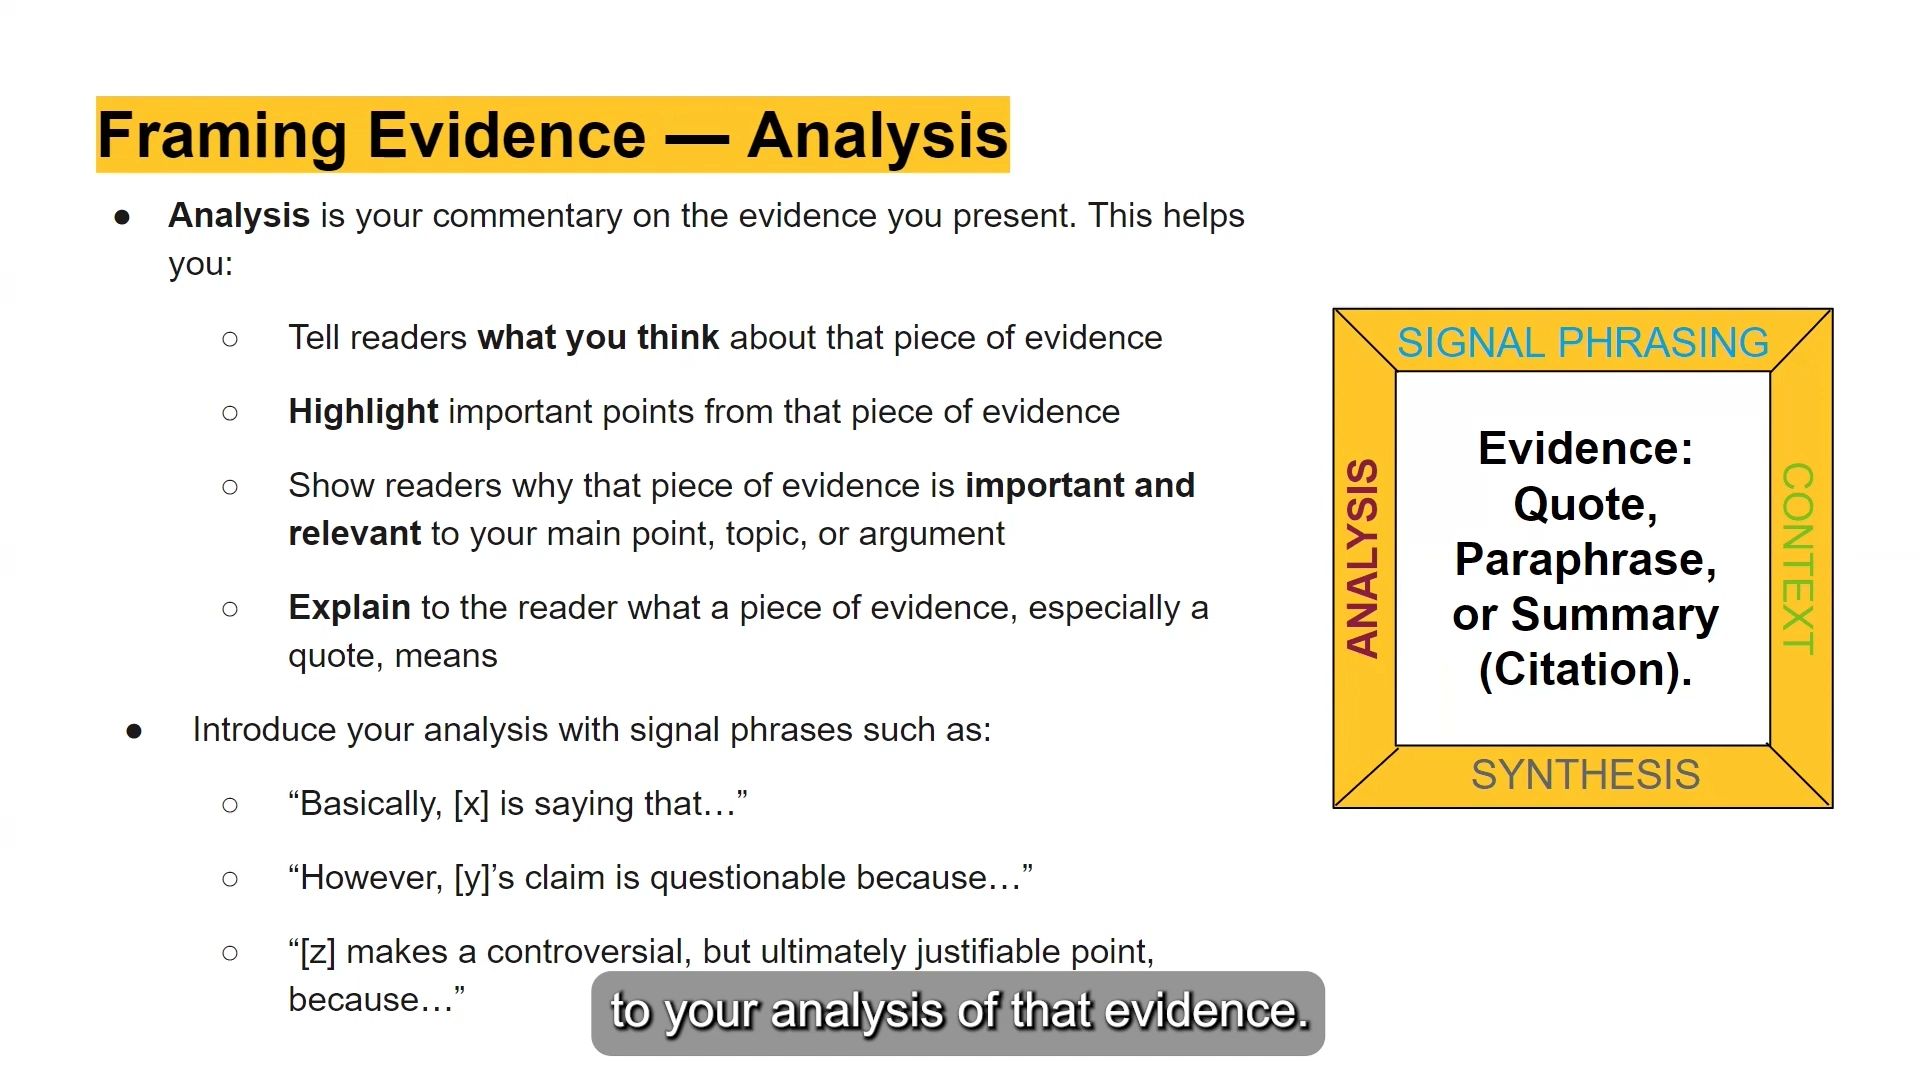 Framing Evidence — Analysis
● Analysis is your commentary on the evidence you present. This helps
you:
○ Tell readers what you think about that piece of evidence
○ Highlight important points from that piece of evidence
○ Show readers why that piece of evidence is important and
relevant to your main point, topic, or argument
○ Explain to the reader what a piece of evidence, especially a
quote, means
● Introduce your analysis with signal phrases such as:
○ “Basically, [x] is saying that…”
○ “However, [y]’s claim is questionable because…”
○ “[z] makes a controversial, but ultimately justifiable point,
because…”
SIGNAL PHRASING
ANALYSIS
Evidence:
Quote,
Paraphrase,
or Summary
(Citation).
CONTEXT
SYNTHESIS
to your analysis of that evidence.